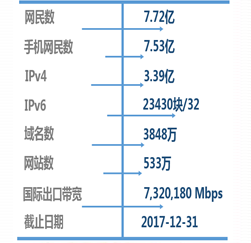 网民数 7.72亿
手机网民数 7.53亿
IPv4 3.39亿
IPv6 23430块/32
域名数 3848万
网站数 533万
国际出口带宽 7,320,180 Mbps
截止日期 2017-12-31